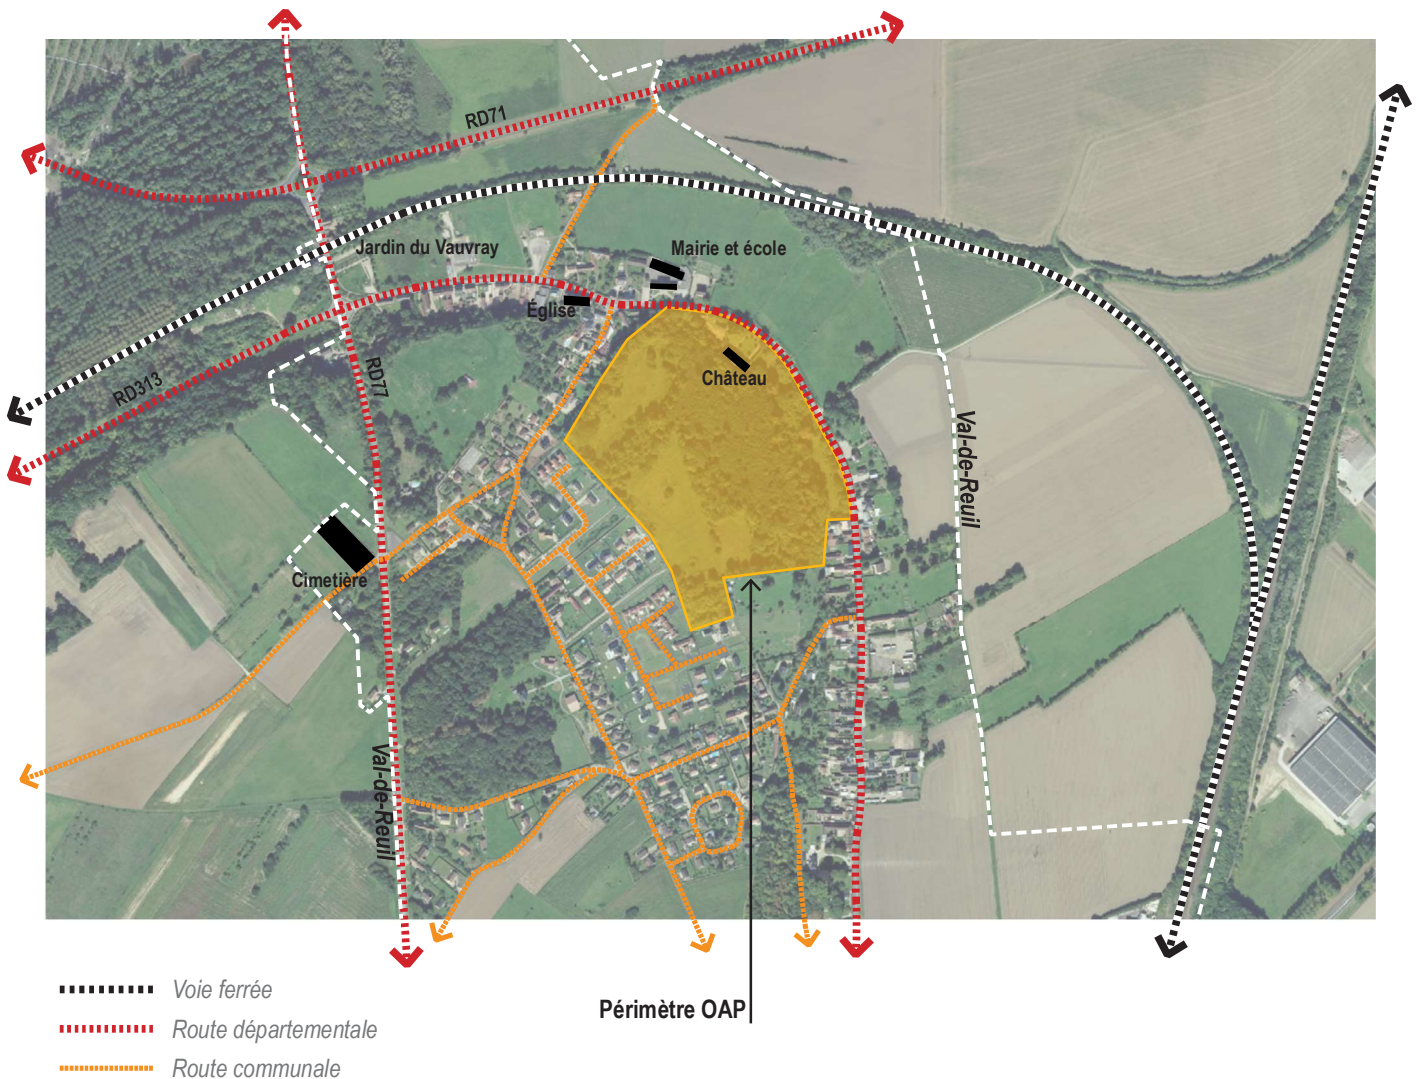 RD71
Jardin du Vauvray
Mairie et école
Église
RD313
RD77
Château
Val-de-Reuil
Cimetière
Val-de-Reuil
Périmètre OAP
Voie ferrée
Route départementale
Route communale